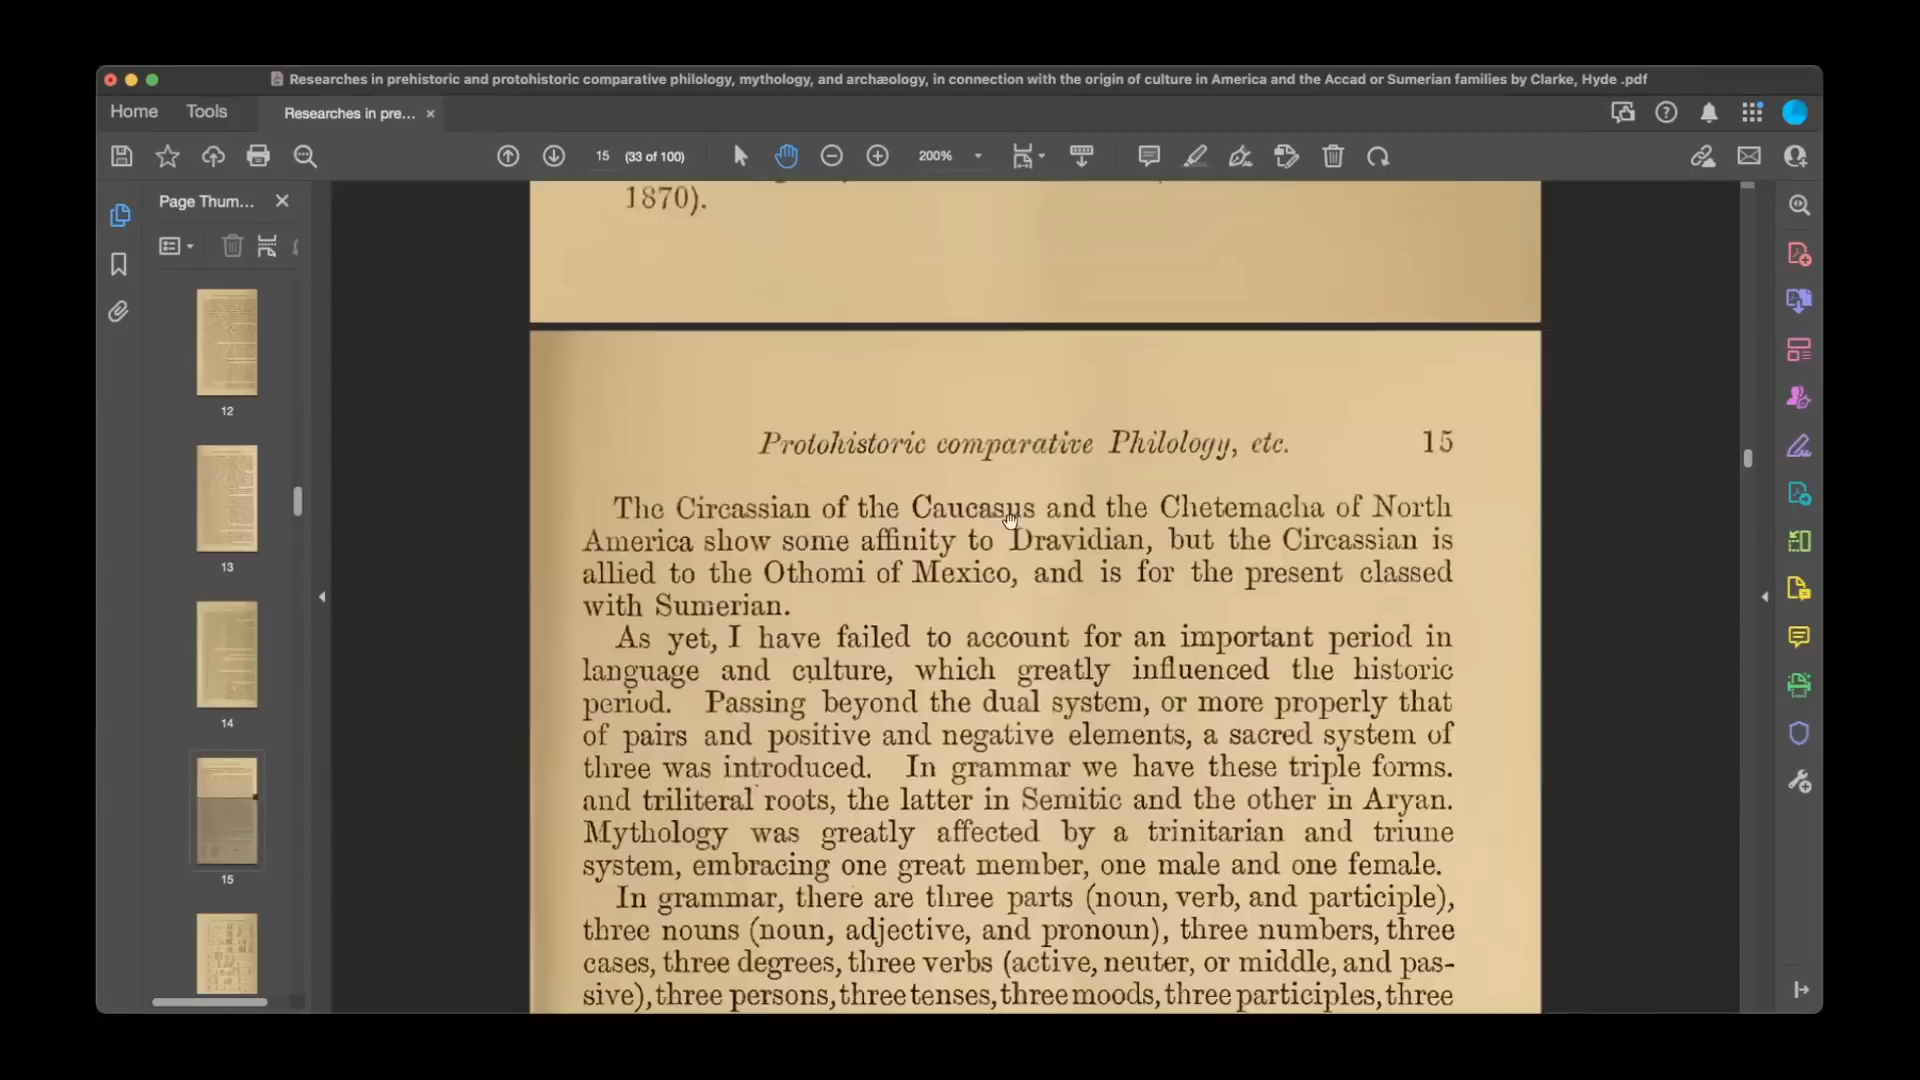 Researches in prehistoric and protohistoric comparative philology, mythology, and archæology, in connection with the origin of culture in America and the Accad or Sumerian families by Clarke, Hyde .pdf
Home Tools Researches in pre... ×
15 (33 of 100) 200%
Page Thum...
12
13
14
15
1870).
Protohistoric comparative Philology, etc. 15
The Circassian of the Caucasus and the Chetemacha of North
America show some affinity to Dravidian, but the Circassian is
allied to the Othomi of Mexico, and is for the present classed
with Sumerian.
As yet, I have failed to account for an important period in
language and culture, which greatly influenced the historic
period. Passing beyond the dual system, or more properly that
of pairs and positive and negative elements, a sacred system of
three was introduced. In grammar we have these triple forms.
and triliteral roots, the latter in Semitic and the other in Aryan.
Mythology was greatly affected by a trinitarian and triune
system, embracing one great member, one male and one female.
In grammar, there are three parts (noun, verb, and participle),
three nouns (noun, adjective, and pronoun), three numbers, three
cases, three degrees, three verbs (active, neuter, or middle, and pas-
sive), three persons, three tenses, three moods, three participles, three